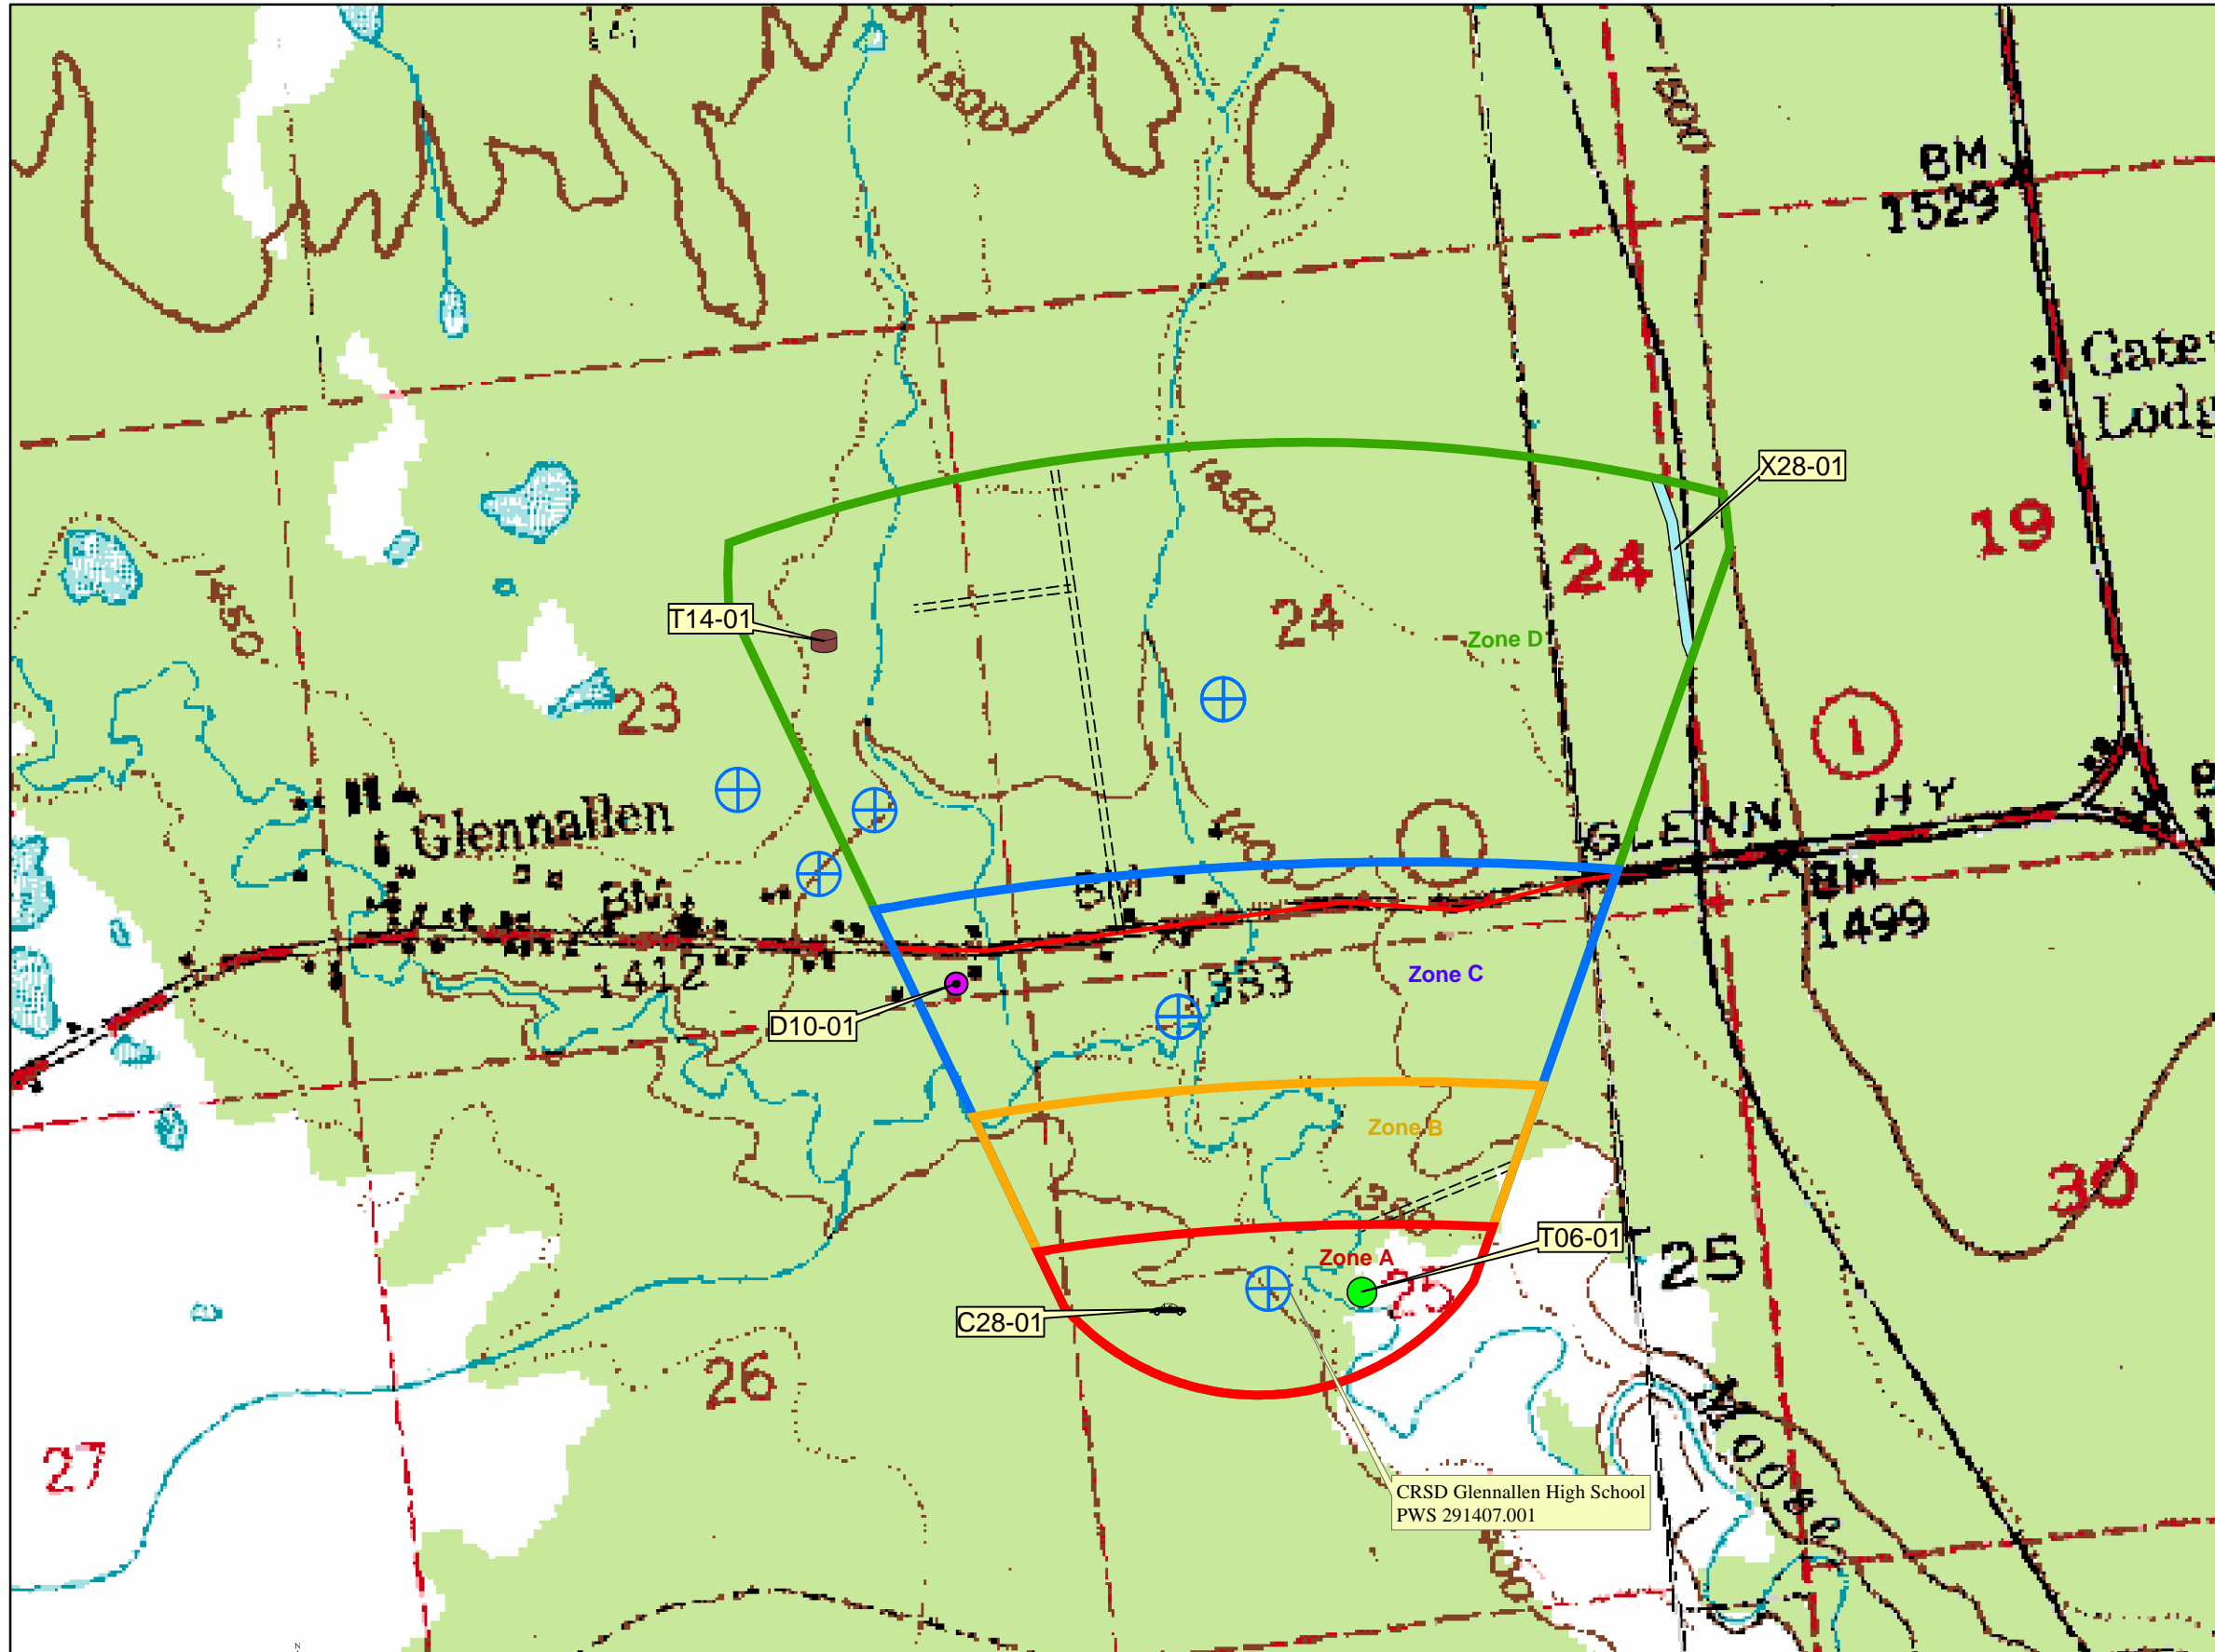 1500
1500
BM
1529
Gate
Lodg
X28-01
1450
19
24
24
1450
T14-01
Zone D
23
1
HY
Glennallen
GLENN
1
BM
BM
BM
1499
1412
Zone C
1383
D10-01
Zone B
30
T06-01
Zone A
25
25
C28-01
26
Moose
27
CRSD Glennallen High School
PWS 291407.001
N